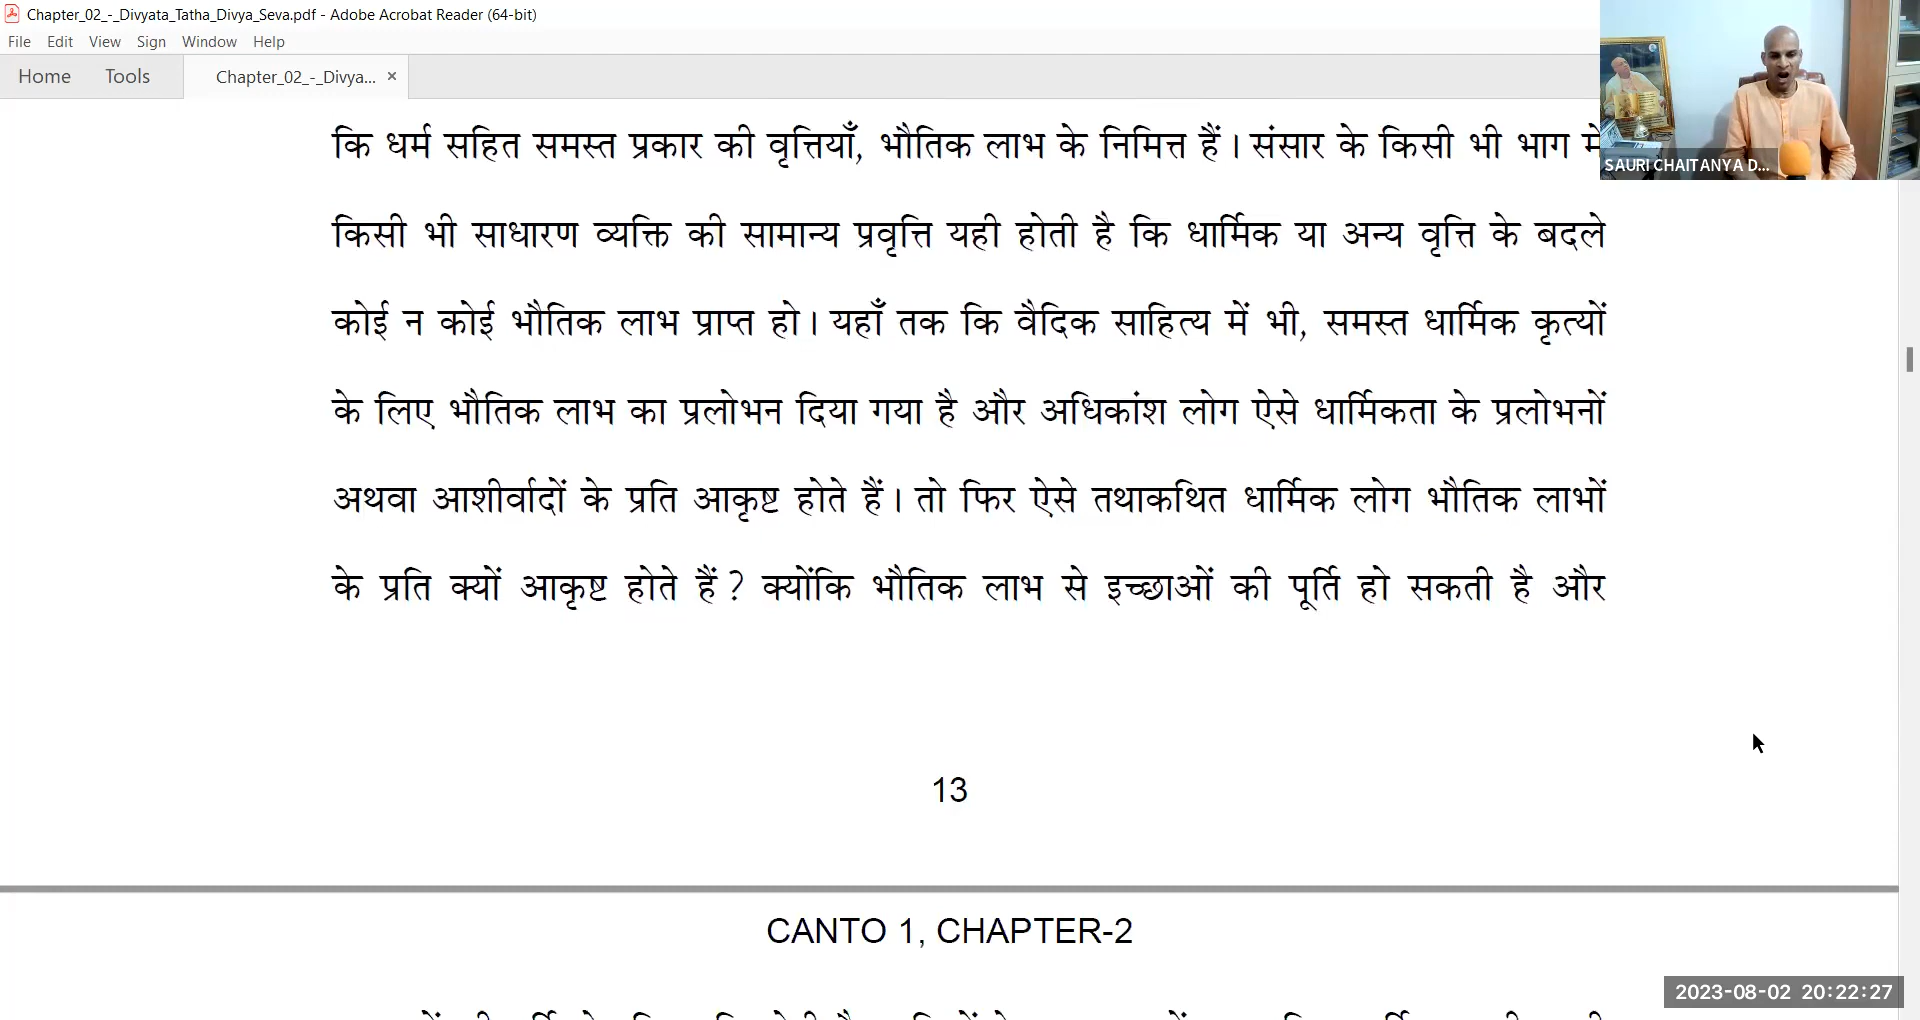 Chapter_02_-_Divyata_Tatha_Divya_Seva.pdf - Adobe Acrobat Reader (64-bit)
File Edit View Sign Window Help
Home Tools Chapter_02_-_Divya... ×
SAURI CHAITANYA D...
कि धर्म सहित समस्त प्रकार की वृत्तियाँ, भौतिक लाभ के निमित्त हैं। संसार के किसी भी भाग में
किसी भी साधारण व्यक्ति की सामान्य प्रवृत्ति यही होती है कि धार्मिक या अन्य वृत्ति के बदले
कोई न कोई भौतिक लाभ प्राप्त हो। यहाँ तक कि वैदिक साहित्य में भी, समस्त धार्मिक कृत्यों
के लिए भौतिक लाभ का प्रलोभन दिया गया है और अधिकांश लोग ऐसे धार्मिकता के प्रलोभनों
अथवा आशीर्वादों के प्रति आकृष्ट होते हैं। तो फिर ऐसे तथाकथित धार्मिक लोग भौतिक लाभों
के प्रति क्यों आकृष्ट होते हैं? क्योंकि भौतिक लाभ से इच्छाओं की पूर्ति हो सकती है और
13
CANTO 1, CHAPTER-2
2023-08-02 20:22:27